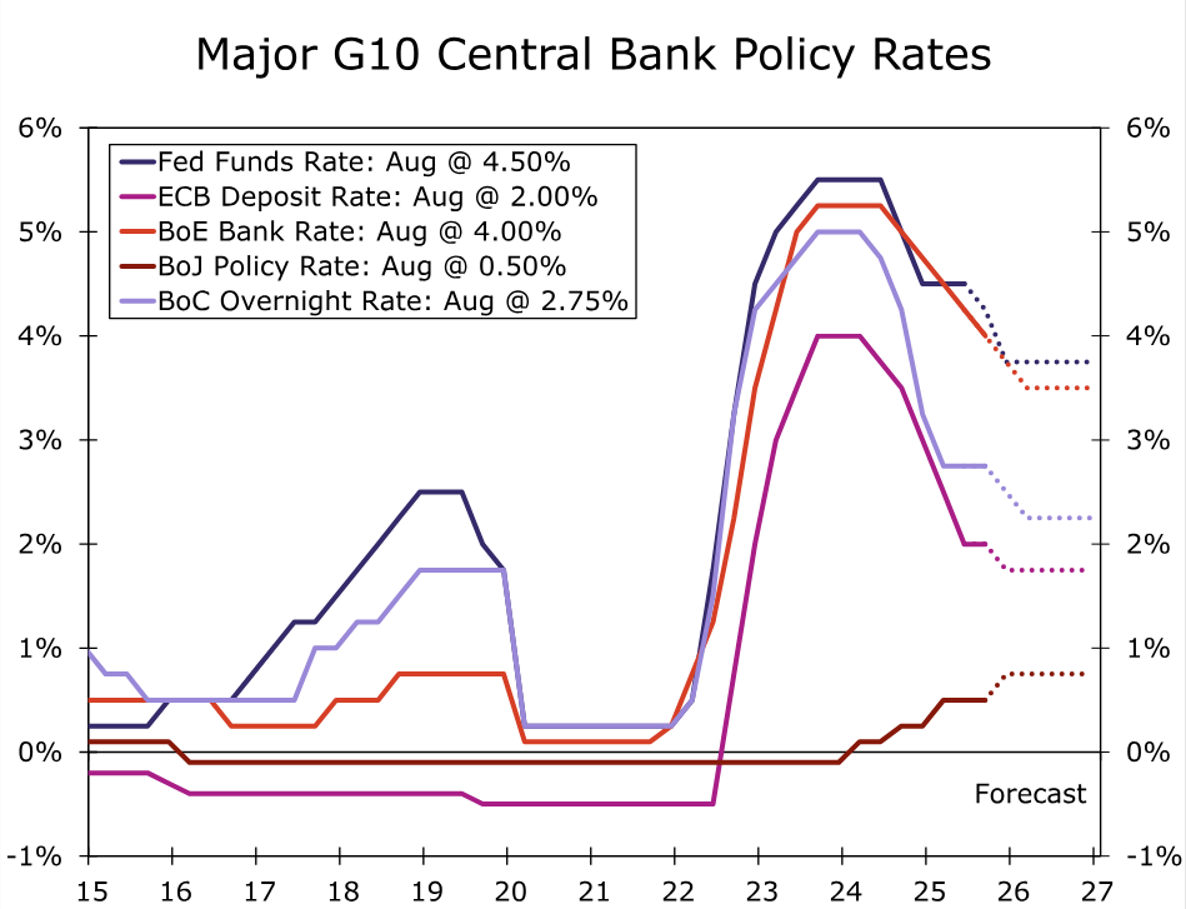 Major G10 Central Bank Policy Rates
6% 6%
Fed Funds Rate: Aug @ 4.50%
ECB Deposit Rate: Aug @ 2.00%
5% BoE Bank Rate: Aug @ 4.00% 5%
BoJ Policy Rate: Aug @ 0.50%
BoC Overnight Rate: Aug @ 2.75%
4% 4%
3% 3%
2% 2%
1% 1%
0% 0%
Forecast
-1% -1%
15 16 17 18 19 20 21 22 23 24 25 26 27